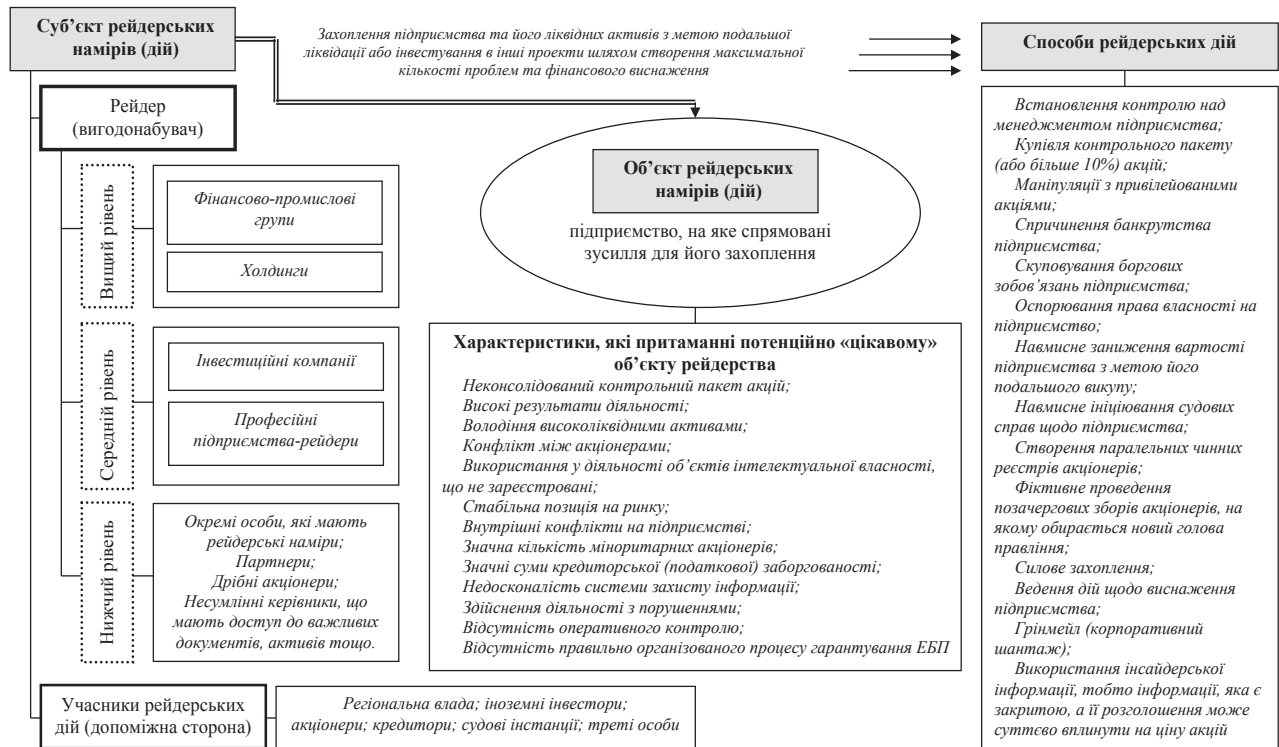 Суб’єкт рейдерських
намірів (дій)
Захоплення підприємства та його ліквідних активів з метою подальшої
ліквідації або інвестування в інші проекти шляхом створення максимальної
кількості проблем та фінансового виснаження
Способи рейдерських дій
Рейдер
(вигодонабувач)
Вищий рівень
Фінансово-промислові
групи
Холдинги
Середній рівень
Інвестиційні компанії
Професійні
підприємства-рейдери
Нижчий рівень
Окремі особи, які мають
рейдерські наміри;
Партнери;
Дрібні акціонери;
Несумлінні керівники, що
мають доступ до важливих
документів, активів тощо.
Учасники рейдерських
дій (допоміжна сторона)
Регіональна влада; іноземні інвестори;
акціонери; кредитори; судові інстанції; треті особи
Об’єкт рейдерських
намірів (дій)
підприємство, на яке спрямовані
зусилля для його захоплення
Характеристики, які притаманні потенційно «цікавому»
об’єкту рейдерства
Неконсолідований контрольний пакет акцій;
Високі результати діяльності;
Володіння високоліквідними активами;
Конфлікт між акціонерами;
Використання у діяльності об’єктів інтелектуальної власності,
що не зареєстровані;
Стабільна позиція на ринку;
Внутрішні конфлікти на підприємстві;
Значна кількість міноритарних акціонерів;
Значні суми кредиторської (податкової) заборгованості;
Недосконалість системи захисту інформації;
Здійснення діяльності з порушеннями;
Відсутність оперативного контролю;
Відсутність правильно організованого процесу гарантування ЕБП
Встановлення контролю над
менеджментом підприємства;
Купівля контрольного пакету
(або більше 10%) акцій;
Маніпуляції з привілейованими
акціями;
Спричинення банкрутства
підприємства;
Скуповування боргових
зобов’язань підприємства;
Оспорювання права власності на
підприємство;
Навмисне заниження вартості
підприємства з метою його
подальшого викупу;
Навмисне ініціювання судових
справ щодо підприємства;
Створення паралельних чинних
реєстрів акціонерів;
Фіктивне проведення
позачергових зборів акціонерів, на
якому обирається новий голова
правління;
Силове захоплення;
Ведення дій щодо виснаження
підприємства;
Грінмейл (корпоративний
шантаж);
Використання інсайдерської
інформації, тобто інформації, яка є
закритою, а її розголошення може
суттєво вплинути на ціну акцій